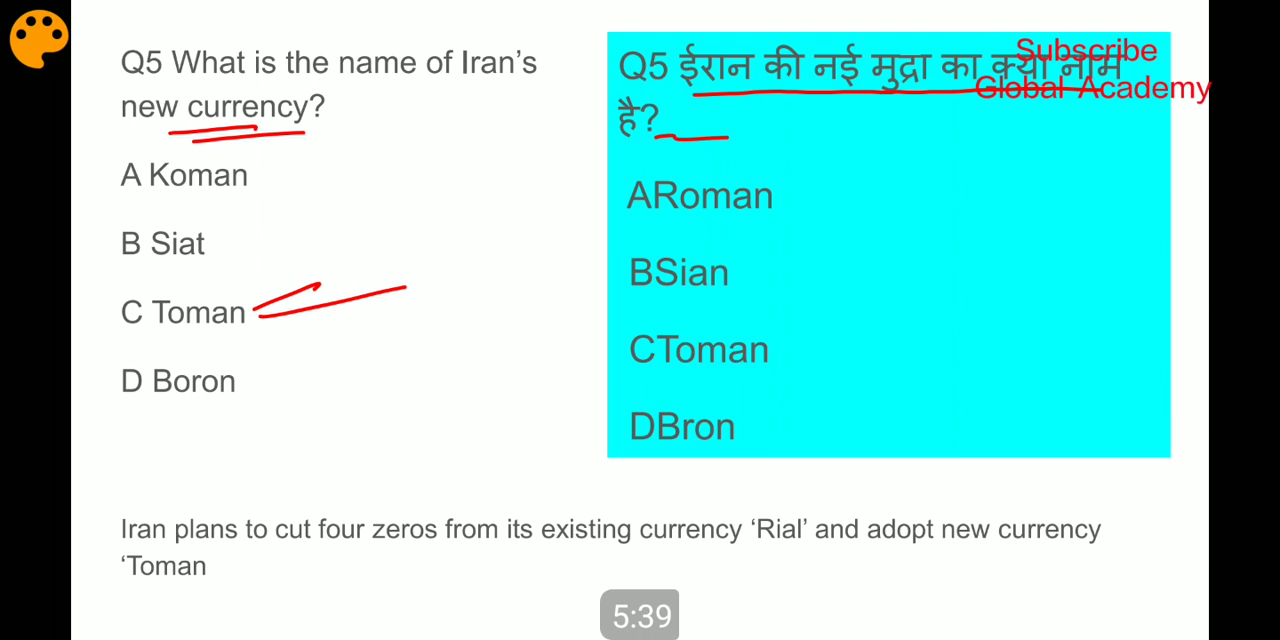 Q5 What is the name of Iran's
new currency?
A Koman
B Siat
C Toman
D Boron
Q5 ईरान की नई मुद्रा का क्या नाम
है?
ARoman
BSian
CToman
DBron
Subscribe
Global Academy
Iran plans to cut four zeros from its existing currency ‘Rial’ and adopt new currency
‘Toman
5:39